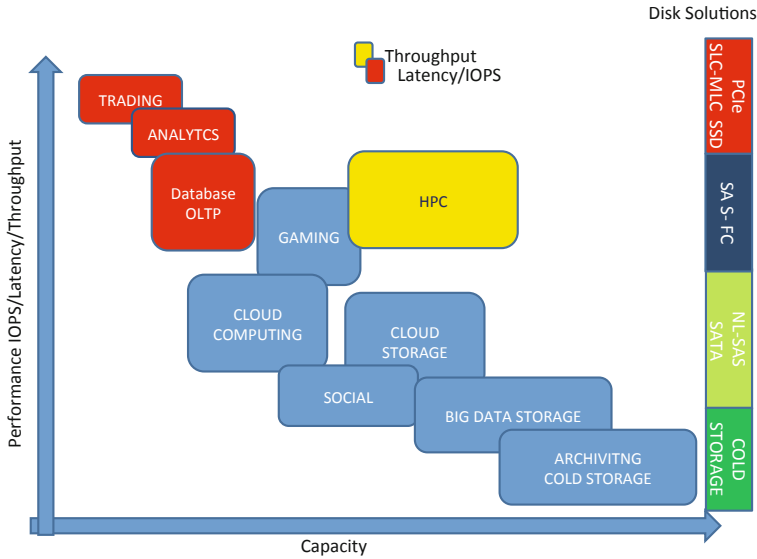 Disk Solutions
Throughput
Latency/IOPS
TRADING
ANALYTCS
Database
OLTP
GAMING
HPC
CLOUD
COMPUTING
CLOUD
STORAGE
SOCIAL
BIG DATA STORAGE
ARCHIVITNG
COLD STORAGE
PCIe
SLC-MLC SSD
SA S- FC
NL-SAS
SATA
COLD
STORAGE
Performance IOPS/Latency/Throughput
Capacity